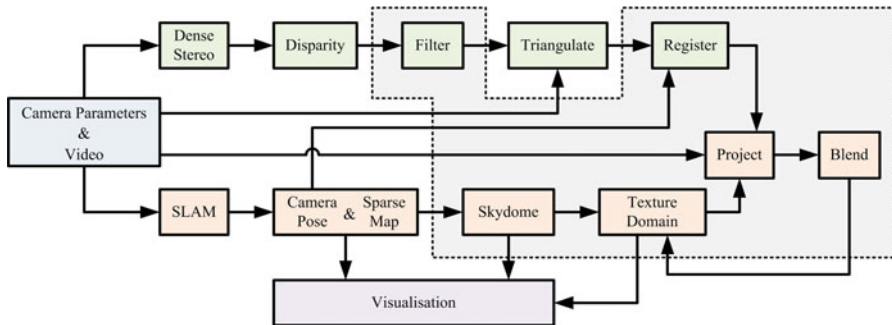 Dense
Stereo
Disparity
Filter
Triangulate
Register
Camera Parameters
&
Video
Project
Blend
SLAM
Camera Pose & Sparse Map
Skydome
Texture
Domain
Visualisation